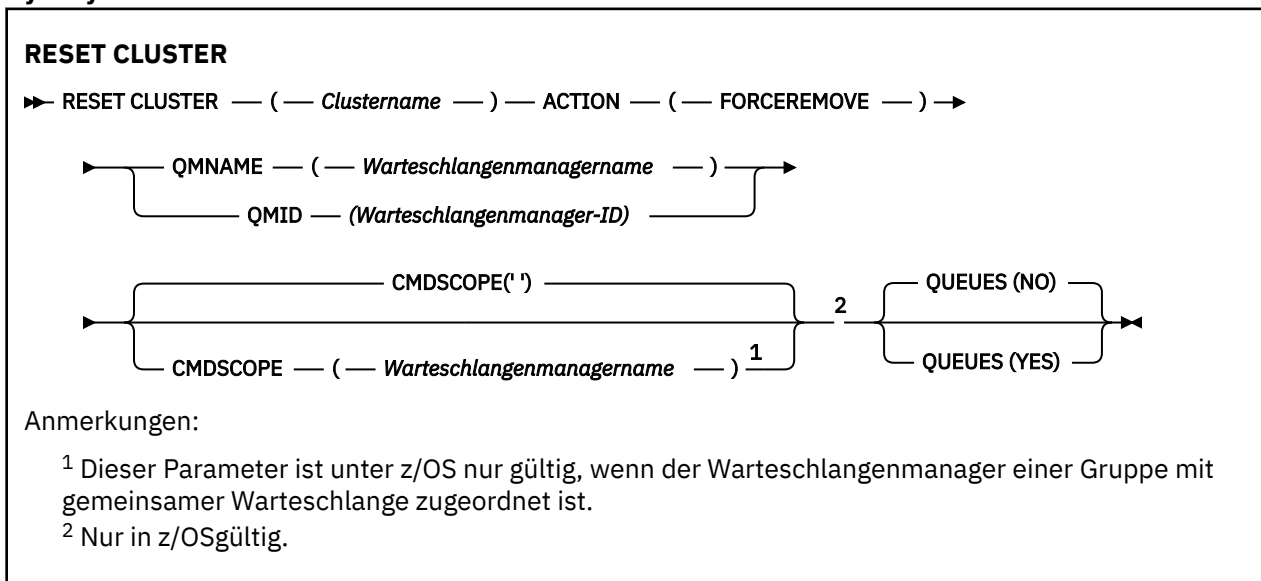 RESET CLUSTER
RESET CLUSTER ( Clustername ) ACTION ( FORCEREMOVE )
QMNAME ( Warteschlangenmanagername )
QMID (Warteschlangenmanager-ID)
CMDSCOPE(' ')
CMDSCOPE ( Warteschlangenmanagername ) 1
2
QUEUES (NO)
QUEUES (YES)
Anmerkungen:
1 Dieser Parameter ist unter z/OS nur gültig, wenn der Warteschlangenmanager einer Gruppe mit
gemeinsamer Warteschlange zugeordnet ist.
2 Nur in z/OSgültig.